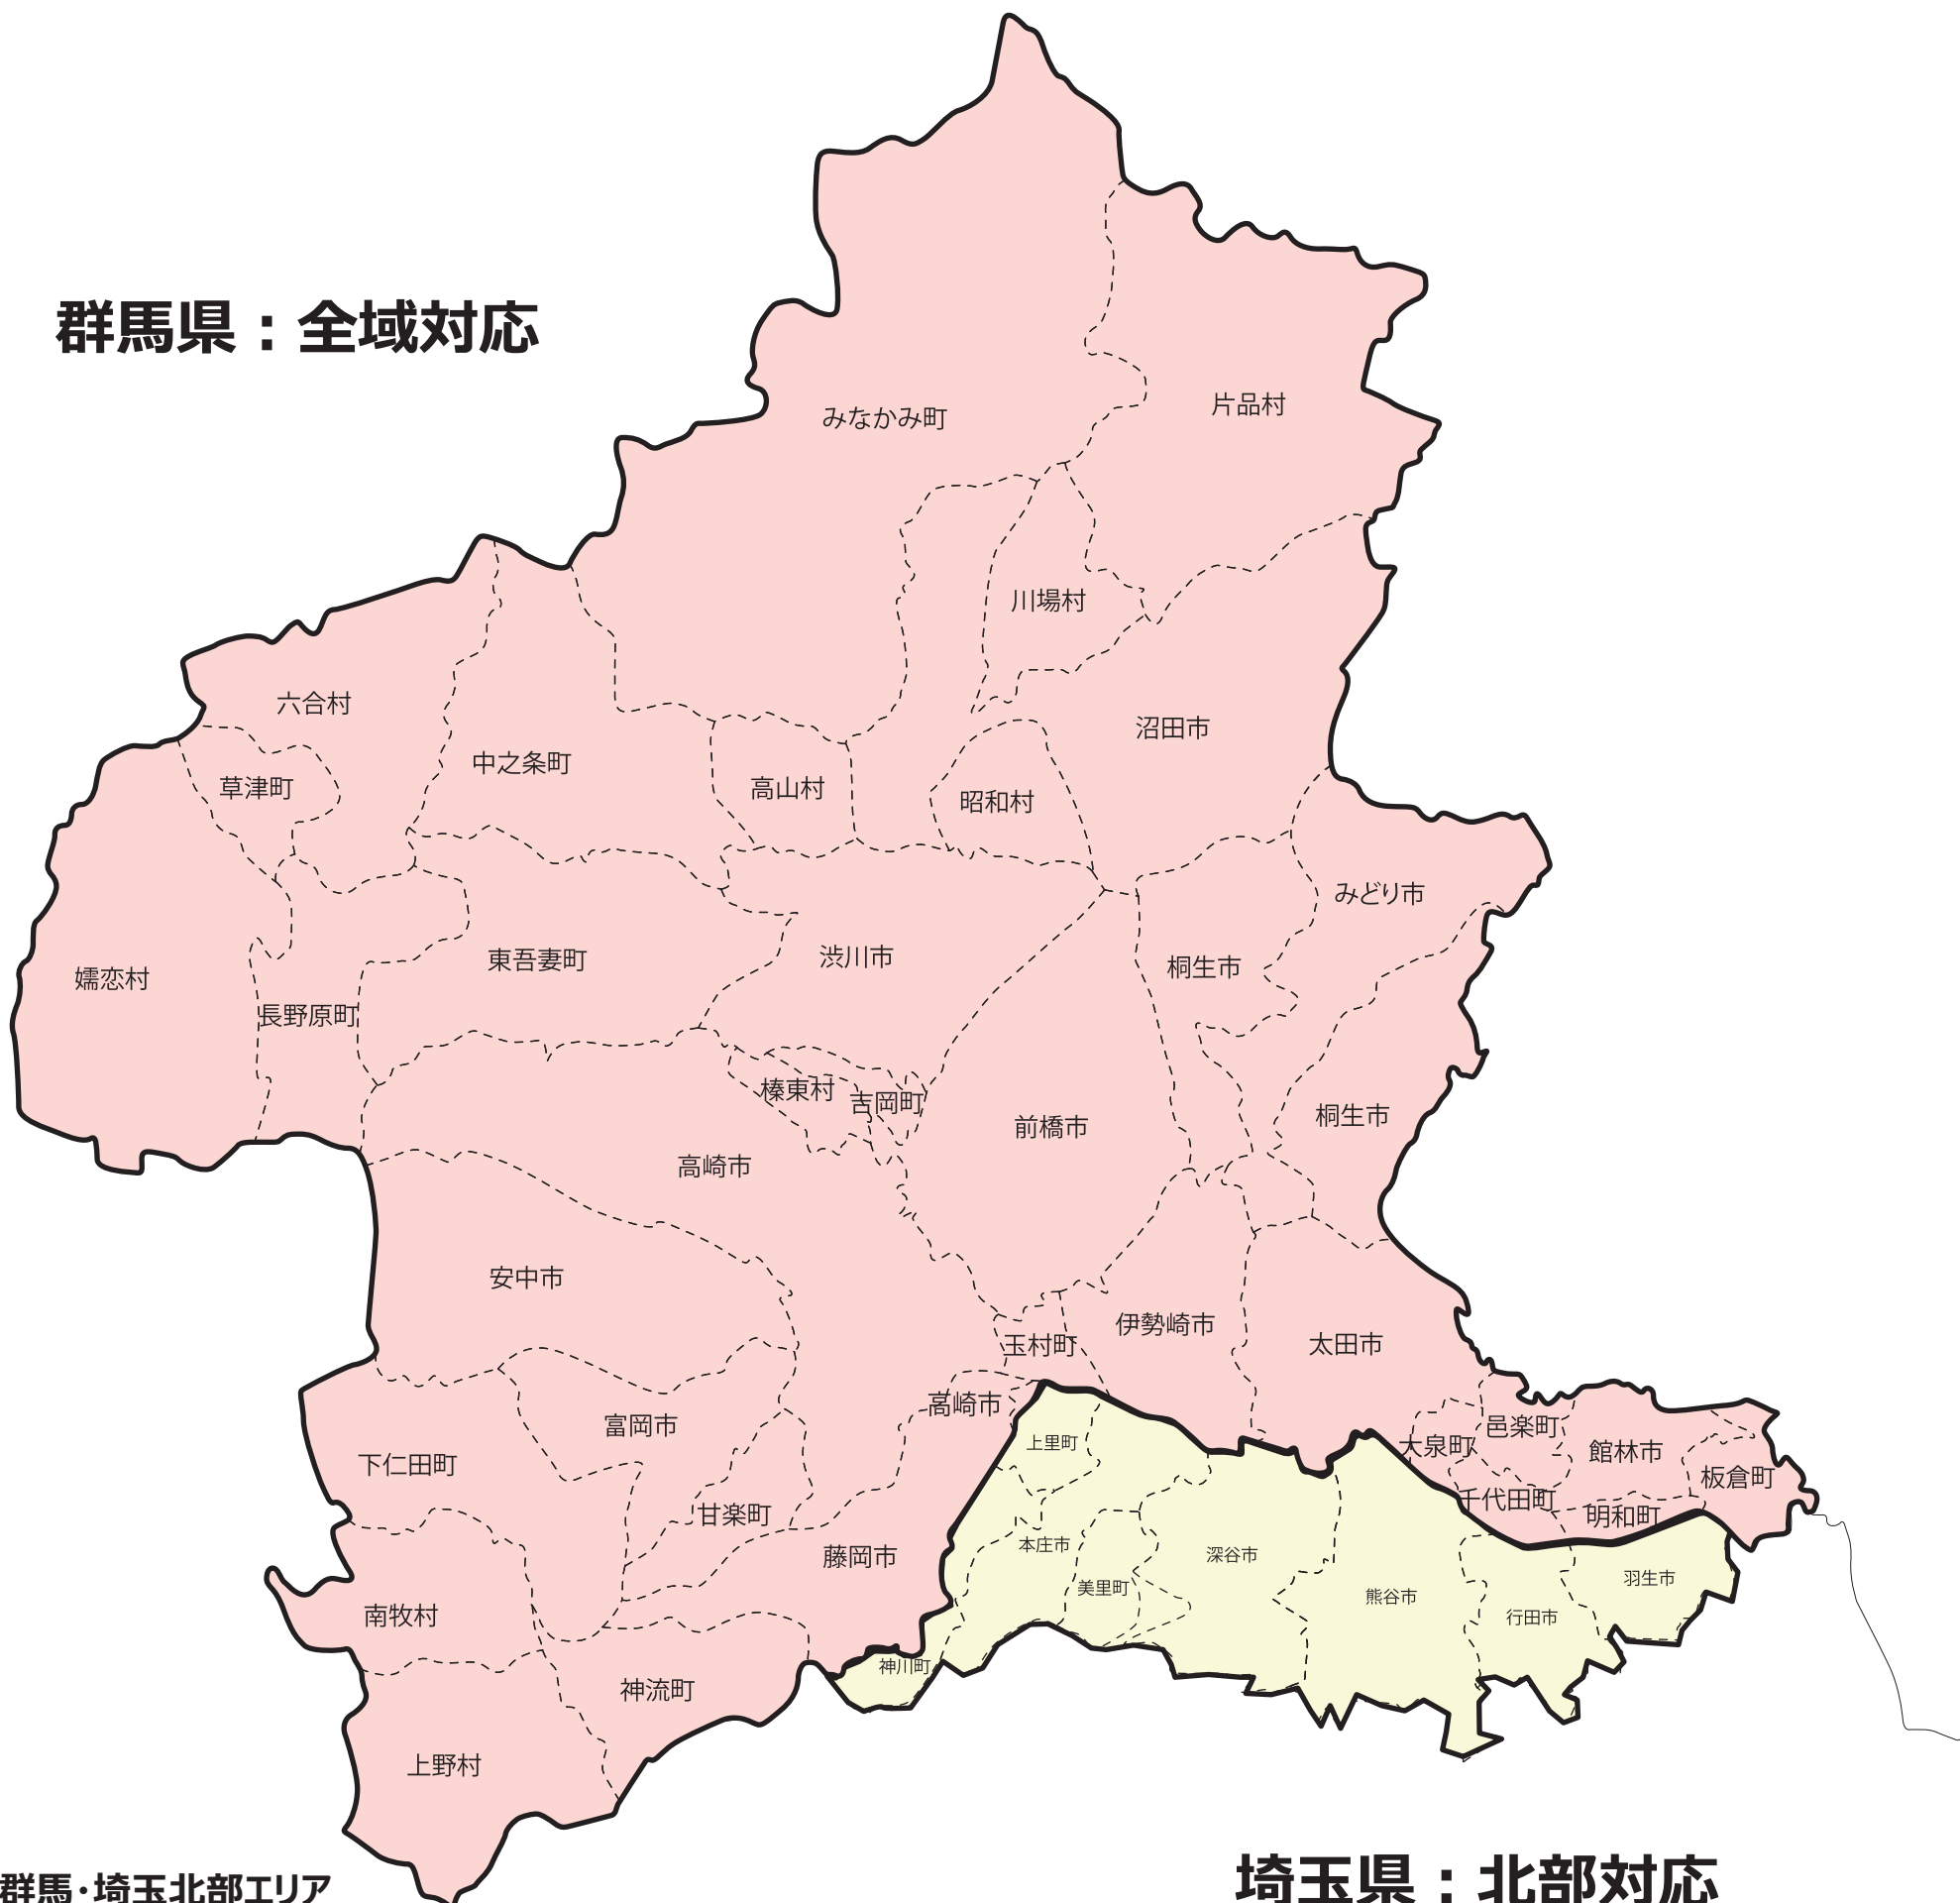 群馬県：全域対応
みなかみ町
片品村
川場村
六合村
沼田市
中之条町
草津町
高山村
昭和村
みどり市
渋川市
東吾妻町
桐生市
嬬恋村
長野原町
榛東村
吉岡町
桐生市
前橋市
高崎市
安中市
伊勢崎市
玉村町
太田市
高崎市
富岡市
邑楽町
上里町
大泉町
館林市
下仁田町
板倉町
千代田町
甘楽町
明和町
本庄市
深谷市
藤岡市
羽生市
美里町
熊谷市
行田市
南牧村
神川町
神流町
上野村
群馬・埼玉北部エリア
埼玉県：北部対応